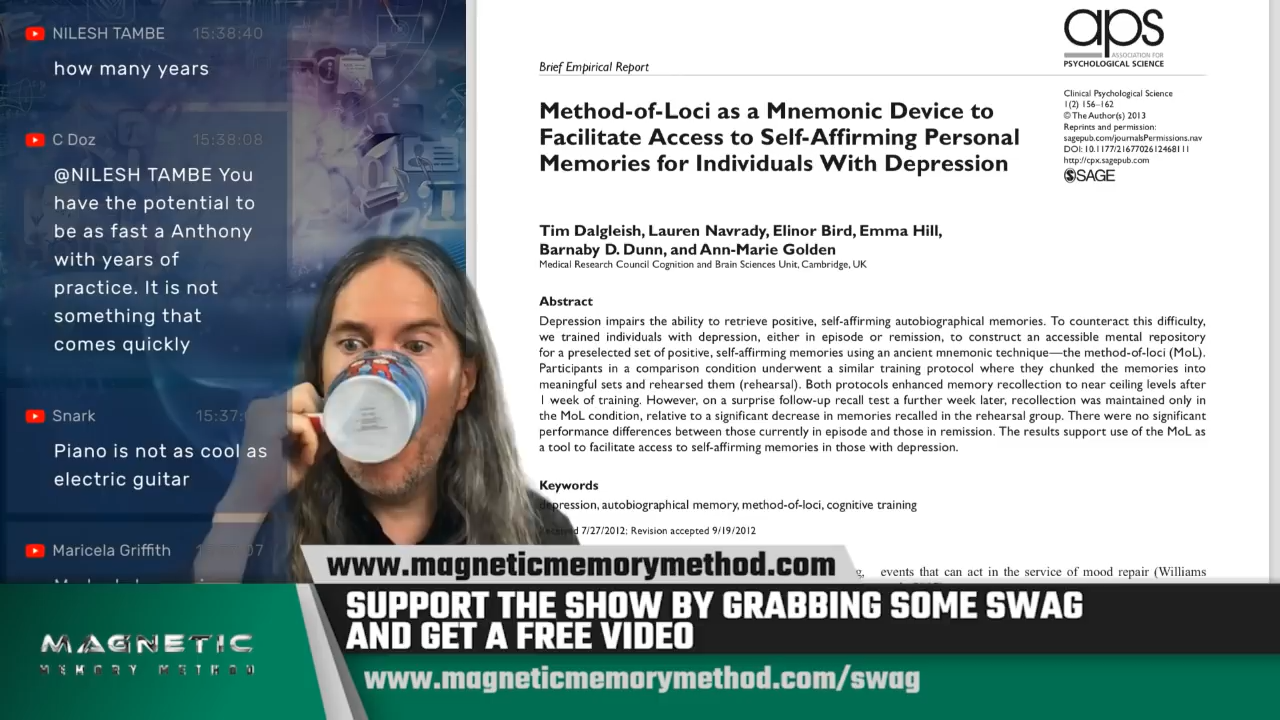 NILESH TAMBE 15:38:40
how many years
C Doz 15:38:08
@NILESH TAMBE You
have the potential to
be as fast a Anthony
with years of
practice. It is not
something that
comes quickly
Snark
Piano is not as cool as
electric guitar
Maricela Griffith
aps
ASSOCIATION FOR
PSYCHOLOGICAL SCIENCE
Brief Empirical Report
Method-of-Loci as a Mnemonic Device to
Facilitate Access to Self-Affirming Personal
Memories for Individuals With Depression
Clinical Psychological Science
1(2) 156–162
© The Author(s) 2013
Reprints and permission:
sagepub.com/journalsPermissions.nav
DOI: 10.1177/2167702612468111
http://cpx.sagepub.com
SAGE
Tim Dalgleish, Lauren Navrady, Elinor Bird, Emma Hill,
Barnaby D. Dunn, and Ann-Marie Golden
Medical Research Council Cognition and Brain Sciences Unit, Cambridge, UK
Abstract
Depression impairs the ability to retrieve positive, self-affirming autobiographical memories. To counteract this difficulty,
we trained individuals with depression, either in episode or remission, to construct an accessible mental repository
for a preselected set of positive, self-affirming memories using an ancient mnemonic technique—the method-of-loci (MoL).
Participants in a comparison condition underwent a similar training protocol where they chunked the memories into
meaningful sets and rehearsed them (rehearsal). Both protocols enhanced memory recollection to near ceiling levels after
1 week of training. However, on a surprise follow-up recall test a further week later, recollection was maintained only in
the MoL condition, relative to a significant decrease in memories recalled in the rehearsal group. There were no significant
performance differences between those currently in episode and those in remission. The results support use of the MoL as
a tool to facilitate access to self-affirming memories in those with depression.
Keywords
depression, autobiographical memory, method-of-loci, cognitive training
7/27/2012; Revision accepted 9/19/2012
events that can act in the service of mood repair (Williams
www.magneticmemorymethod.com
SUPPORT THE SHOW BY GRABBING SOME SWAG
AND GET A FREE VIDEO
www.magneticmemorymethod.com/swag
MAGNETIC
MEMORY METHOD